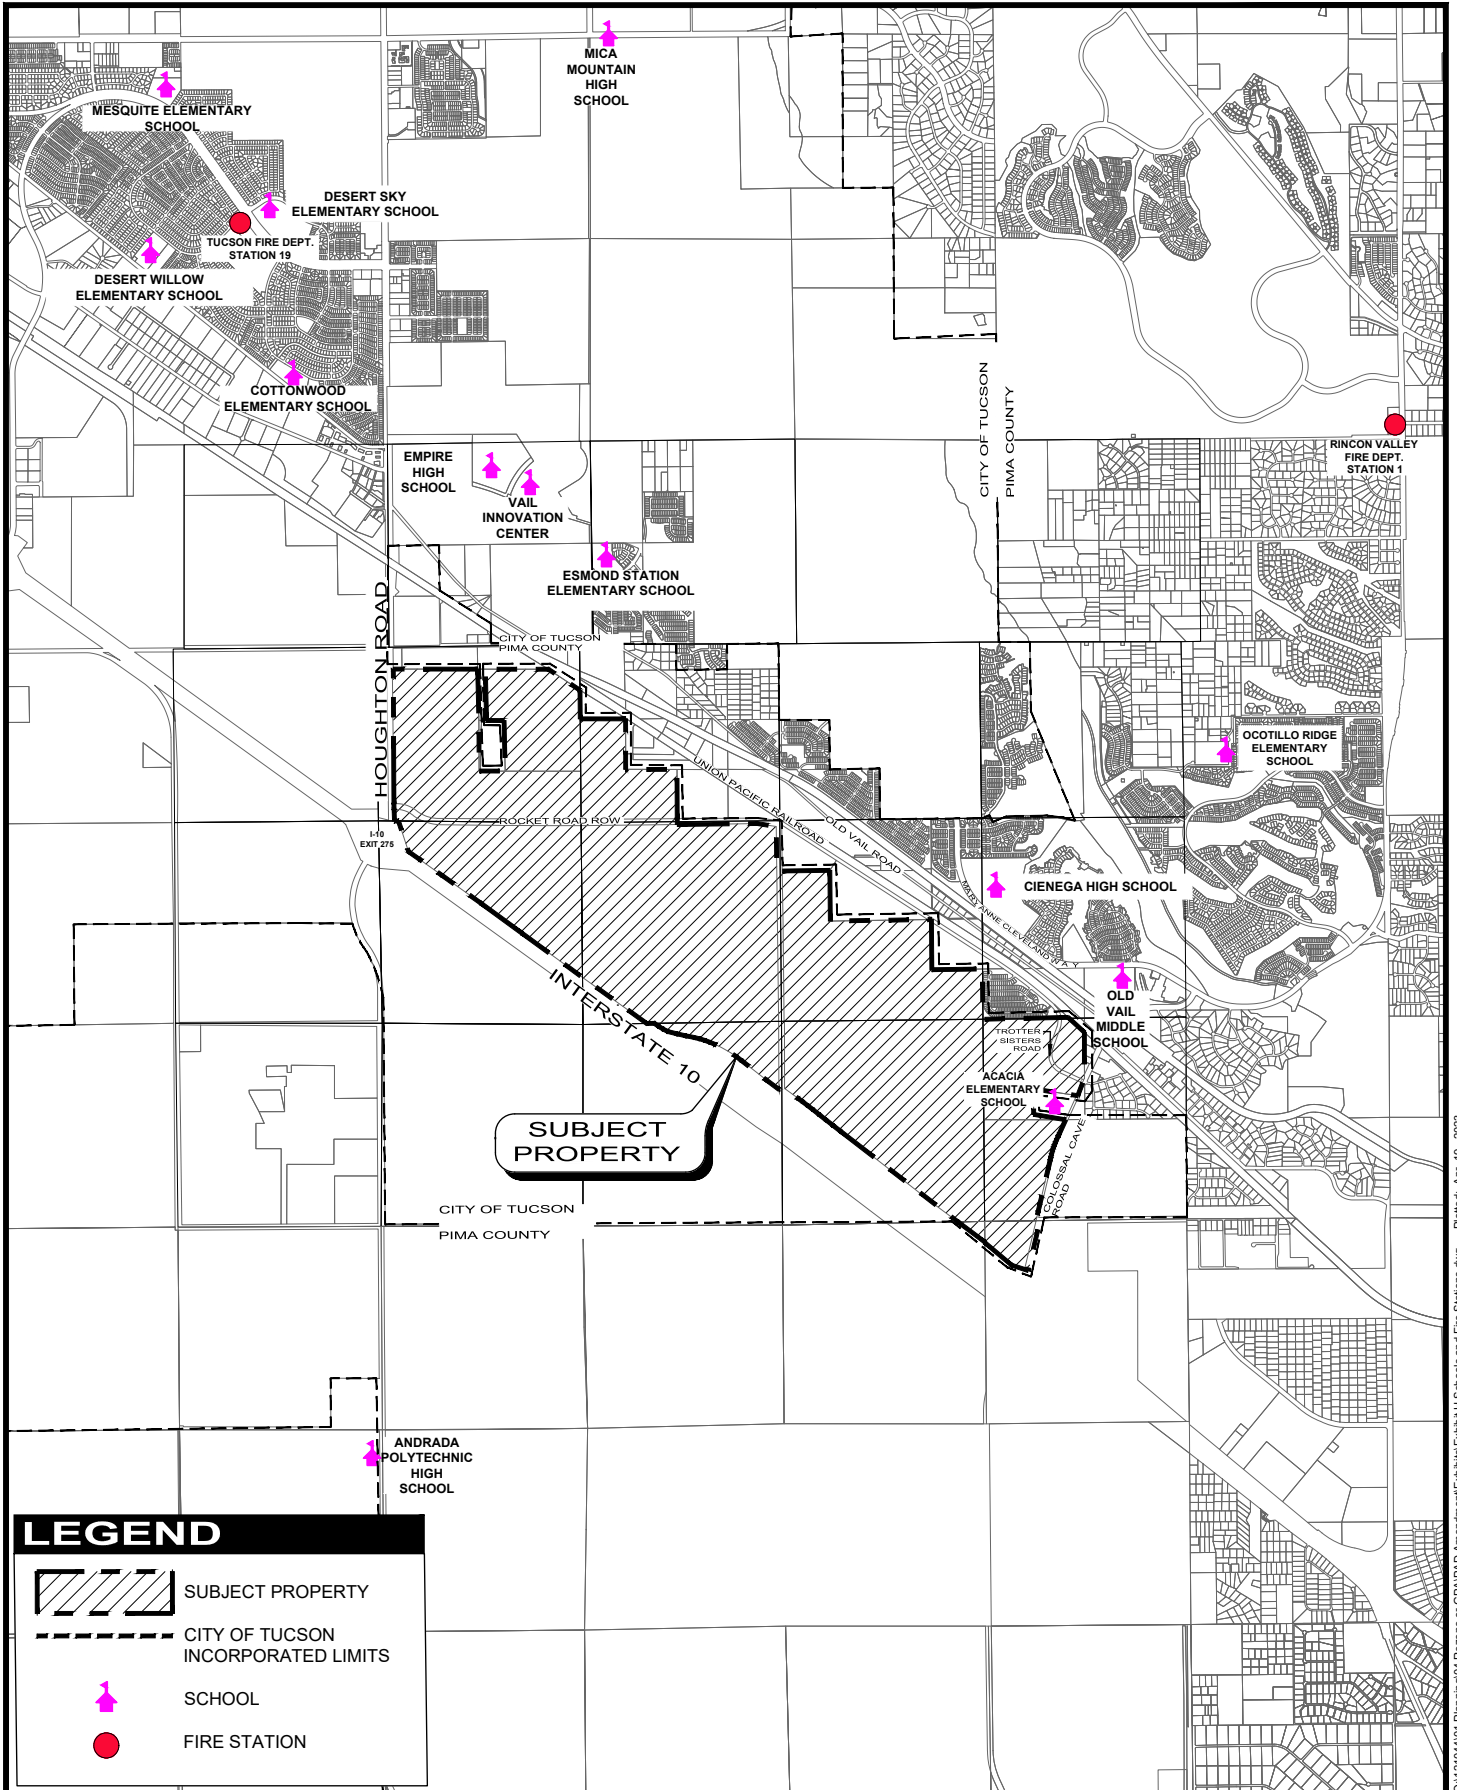 MICA
MOUNTAIN
HIGH
SCHOOL
MESQUITE ELEMENTARY
SCHOOL
DESERT SKY
ELEMENTARY SCHOOL
TUCSON FIRE DEPT.
STATION 19
DESERT WILLOW
ELEMENTARY SCHOOL
COTTONWOOD
ELEMENTARY SCHOOL
CITY OF TUCSON
PIMA COUNTY
RINCON VALLEY
FIRE DEPT.
STATION 1
EMPIRE
HIGH
SCHOOL
VAIL
INNOVATION
CENTER
ESMOND STATION
ELEMENTARY SCHOOL
HOUGHTON ROAD
CITY OF TUCSON
PIMA COUNTY
OCOTILLO RIDGE
ELEMENTARY
SCHOOL
UNION PACIFIC RAILROAD
OLD VAIL ROAD
ROCKET ROAD ROW
I-10
EXIT 275
MARY ANNE CLEVELAND WAY
CIENEGA HIGH SCHOOL
OLD
VAIL
MIDDLE
SCHOOL
INTERSTATE 10
TROTTER
SISTERS
ROAD
ACACIA
ELEMENTARY
SCHOOL
SUBJECT
PROPERTY
COLOSSAL CAVE
ROAD
CITY OF TUCSON
PIMA COUNTY
ANDRADA
POLYTECHNIC
HIGH
SCHOOL
LEGEND
SUBJECT PROPERTY
CITY OF TUCSON
INCORPORATED LIMITS
SCHOOL
FIRE STATION